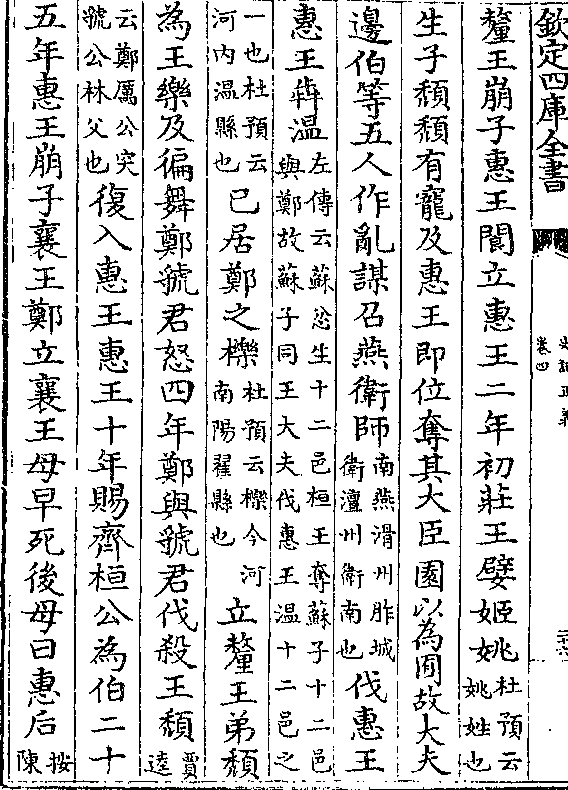 欽定四庫全書
史記正義
卷四
釐王崩子惠王閬立惠王二年初莊王嬖姬姚杜預云姚姓也
生子頽頽有寵及惠王即位奪其大臣園以為囿故大夫
邊伯等五人作亂謀召燕衛師南燕滑州胙城衛澶州衛南也伐惠王
惠王犇溫左傳云蘇忿生十二邑桓王奪蘇子十二邑與鄭故蘇子同王大夫伐惠王温十二邑之
一也杜預云河内温縣也已居鄭之櫟杜預云櫟今河南陽翟縣也立釐王弟頽
為王樂及徧舞鄭虢君怒四年鄭與虢君伐殺王頽賈逵
云鄭厲公突虢公林父也復入惠王惠王十年賜齊桓公為伯二十
五年惠王崩子襄王鄭立襄王母早死後母曰惠后按陳